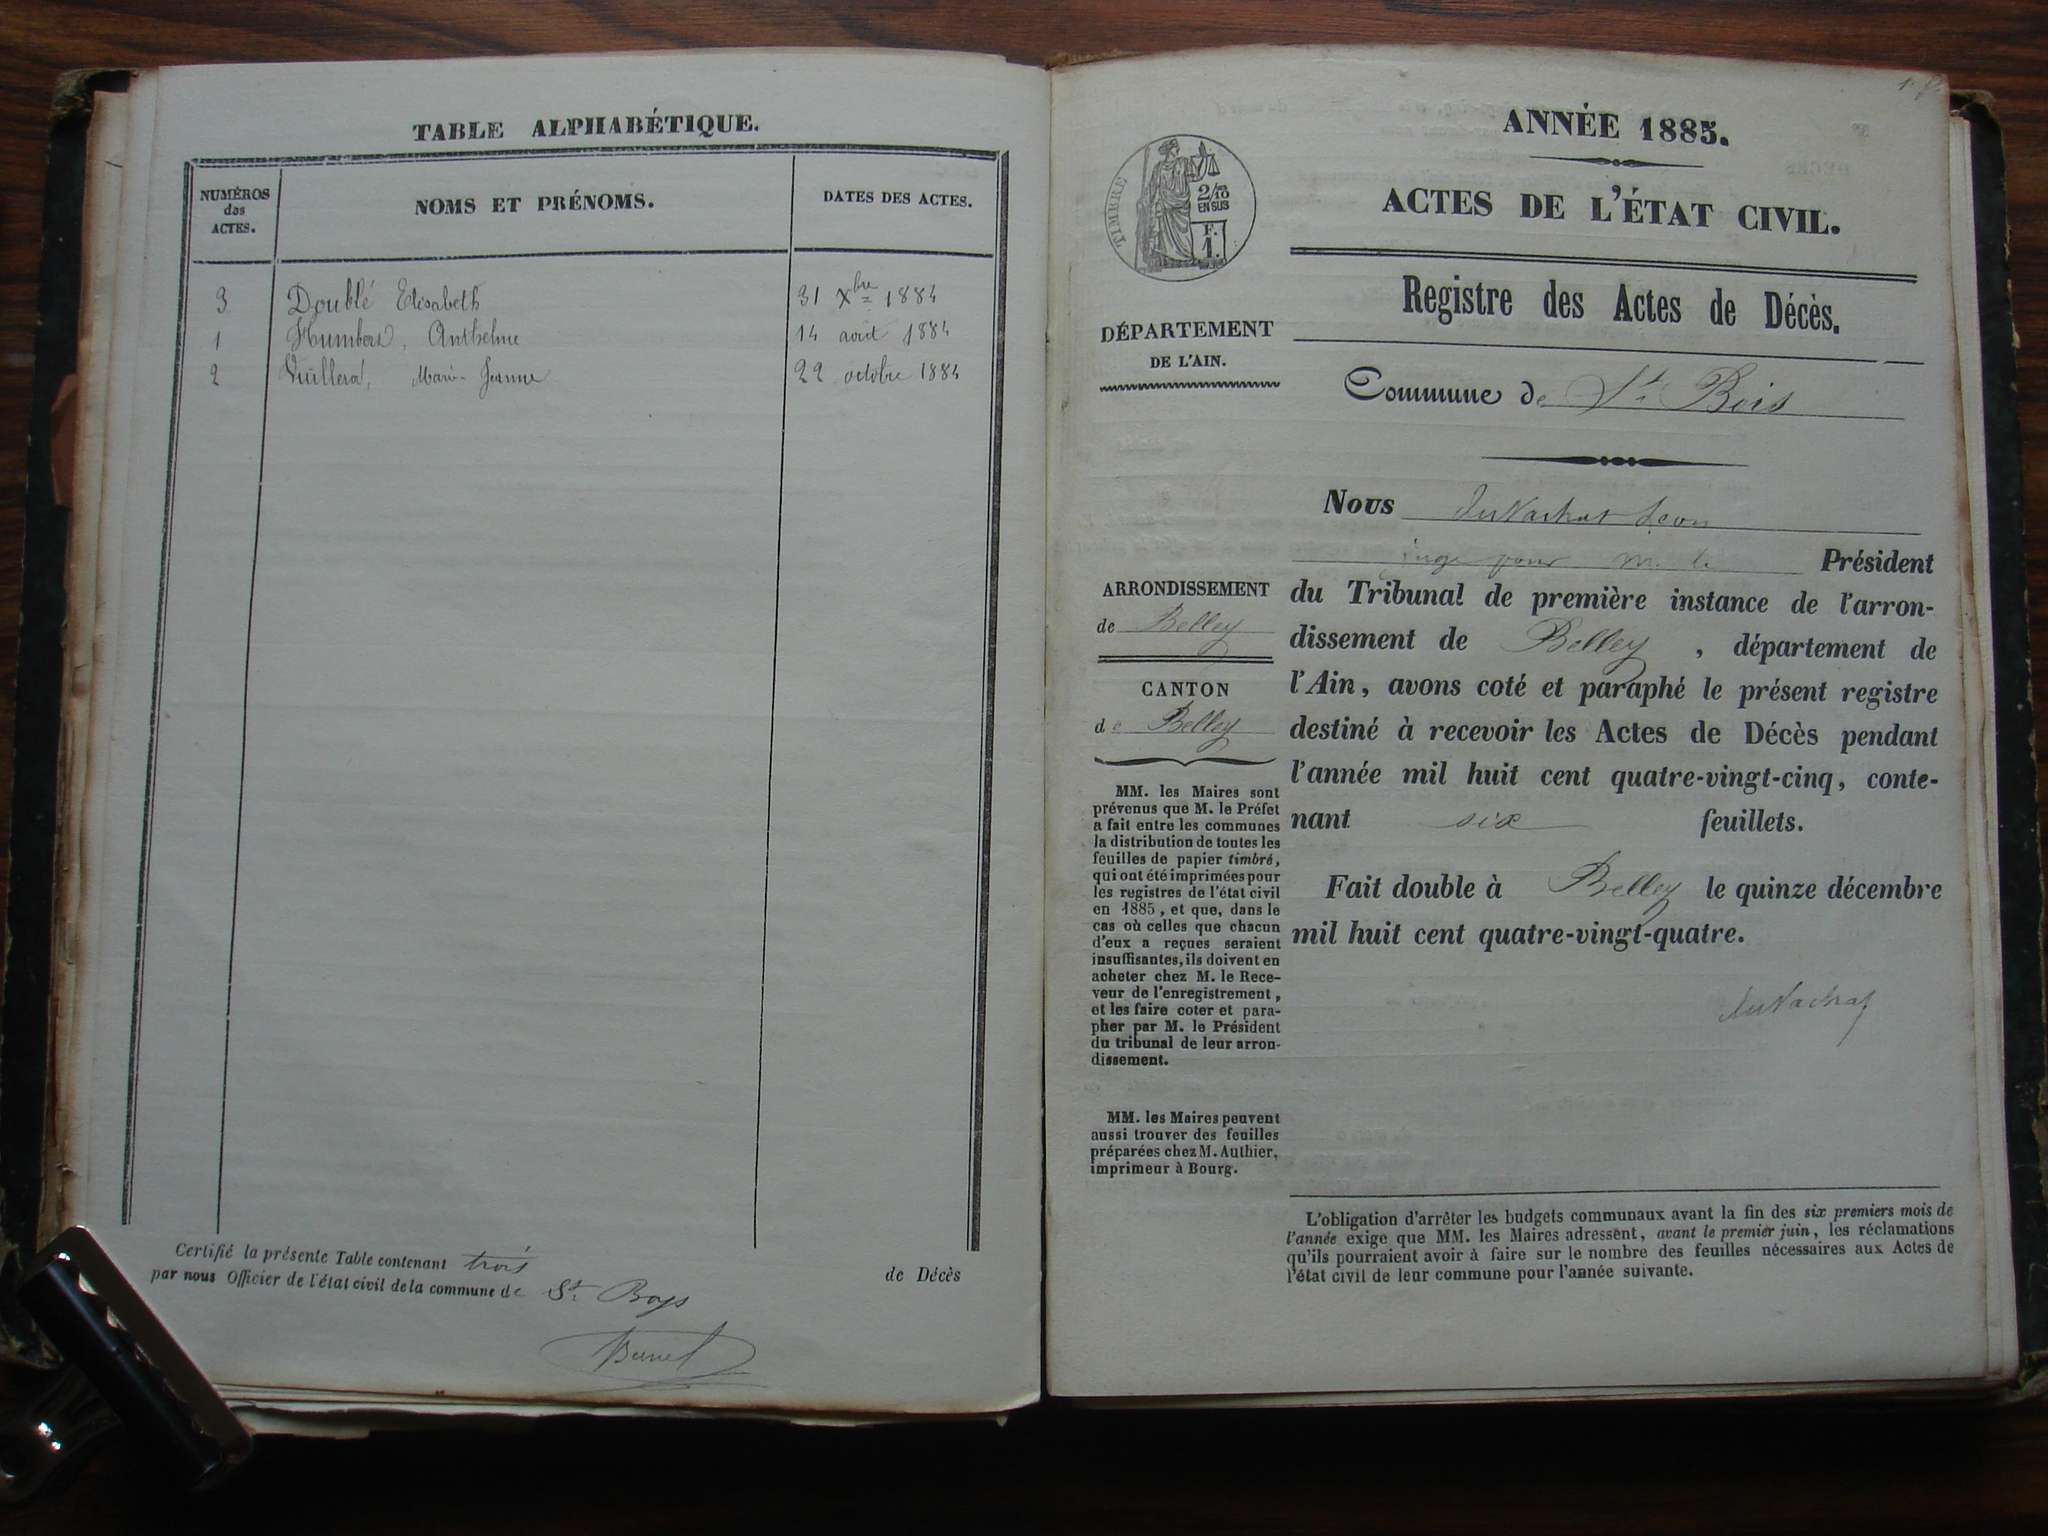 TABLE ALPHABÉTIQUE.
NUMÉROS
des
ACTES.
NOMS ET PRÉNOMS.
DATES DES ACTES.
3 Doublé Elisabeth 31 Xbre 1884
1 Humbert, Anthelme 14 août 1884
2 Vuillerod, Marie-Jeanne 22 octobre 1884
Certifié la présente Table contenant trois de Décès
par nous Officier de l'état civil de la commune de St Boys
1
ANNÉE 1885.
ACTES DE L'ÉTAT CIVIL.
TIMBRE
2/10
EN SUS
F.
1.
Registre des Actes de Décès.
DÉPARTEMENT
DE L'AIN.
Commune de St Bois
Nous
juge pour m. le Président
du Tribunal de première instance de l'arron-
dissement de Belley, département de
l'Ain, avons coté et paraphé le présent registre
destiné à recevoir les Actes de Décès pendant
l'année mil huit cent quatre-vingt-cinq, conte-
nant six feuillets.
Fait double à Belley le quinze décembre
mil huit cent quatre-vingt-quatre.
ARRONDISSEMENT
de Belley
CANTON
de Belley
MM. les Maires sont
prévenus que M. le Préfet
a fait entre les communes
la distribution de toutes les
feuilles de papier timbré,
qui ont été imprimées pour
les registres de l'état civil
en 1885, et que, dans le
cas où celles que chacun
d'eux a reçues seraient
insuffisantes, ils doivent en
acheter chez M. le Rece-
veur de l'enregistrement,
et les faire coter et para-
pher par M. le Président
du tribunal de leur arron-
dissement.
MM. les Maires peuvent
aussi trouver des feuilles
préparées chez M. Authier,
imprimeur à Bourg.
L'obligation d'arrêter les budgets communaux avant la fin des six premiers mois de
l'année exige que MM. les Maires adressent, avant le premier juin, les réclamations
qu'ils pourraient avoir à faire sur le nombre des feuilles nécessaires aux Actes de
l'état civil de leur commune pour l'année suivante.